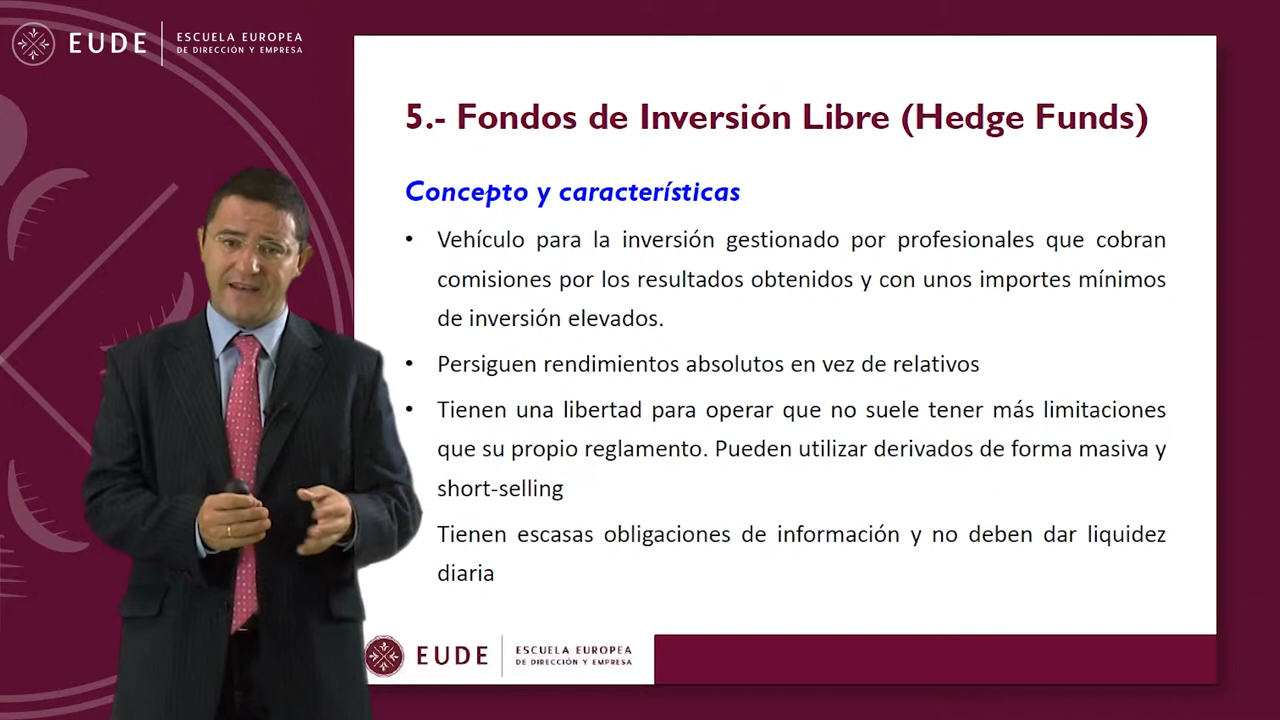 EUDE
ESCUELA EUROPEA
DE DIRECCIÓN Y EMPRESA
5.- Fondos de Inversión Libre (Hedge Funds)
Concepto y características
• Vehículo para la inversión gestionado por profesionales que cobran
comisiones por los resultados obtenidos y con unos importes mínimos
de inversión elevados.
• Persiguen rendimientos absolutos en vez de relativos
• Tienen una libertad para operar que no suele tener más limitaciones
que su propio reglamento. Pueden utilizar derivados de forma masiva y
short-selling
Tienen escasas obligaciones de información y no deben dar liquidez
diaria
EUDE
ESCUELA EUROPEA
DE DIRECCIÓN Y EMPRESA